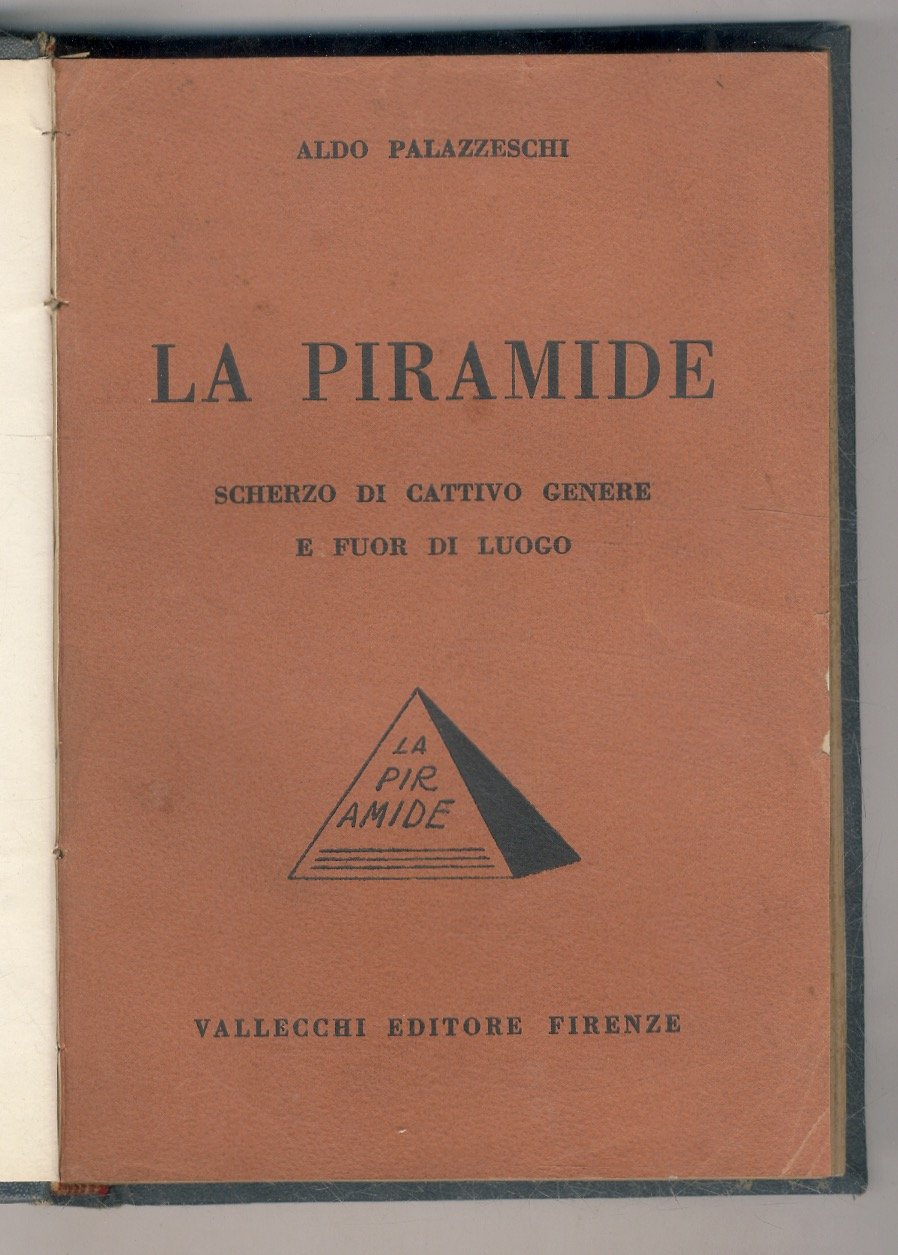 ALDO PALAZZESCHI
LA PIRAMIDE
SCHERZO DI CATTIVO GENERE
E FUOR DI LUOGO
LA
PIR
AMIDE
VALLECCHI EDITORE FIRENZE